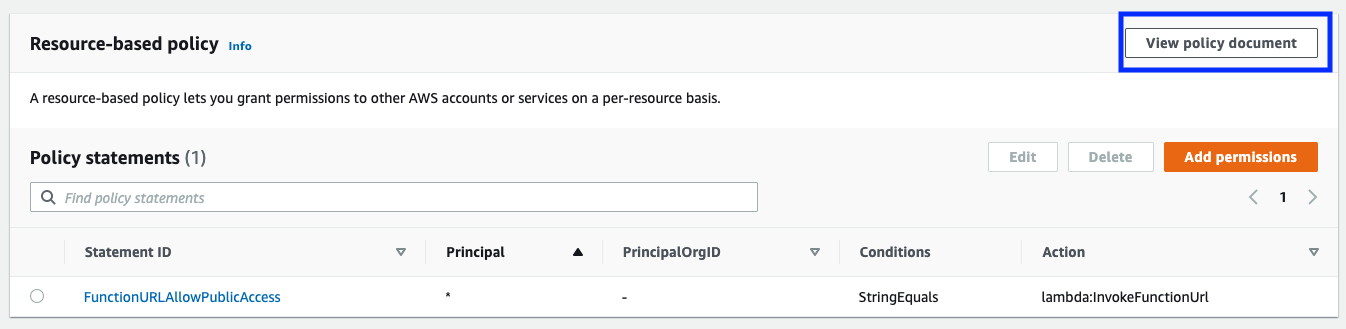 Resource-based policy Info
View policy document
A resource-based policy lets you grant permissions to other AWS accounts or services on a per-resource basis.
Policy statements (1)
Edit Delete Add permissions
Find policy statements
1
Statement ID Principal PrincipalOrgID Conditions Action
FunctionURLAllowPublicAccess * - StringEquals lambda:InvokeFunctionUrl